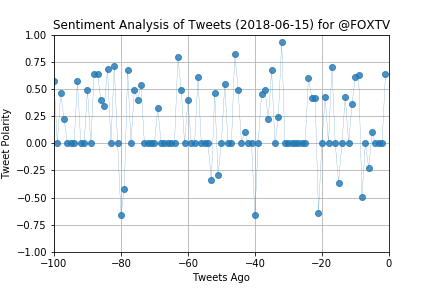 Sentiment Analysis of Tweets (2018-06-15) for @FOXTV
1.00
0.75
0.50
0.25
0.00
−0.25
−0.50
−0.75
−1.00
Tweet Polarity
−100 −80 −60 −40 −20 0
Tweets Ago